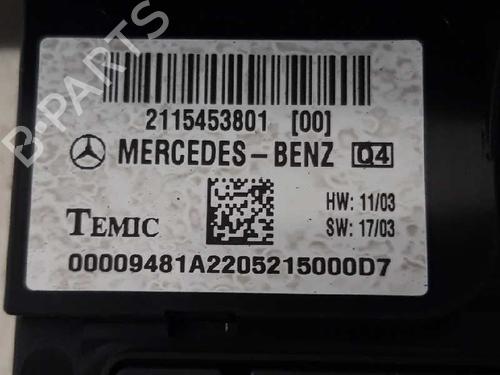 2115453801 [00]
MERCEDES-BENZ Q4
HW: 11/03
TEMIC
SW: 17/03
00009481A2205215000D7
B-PARTS